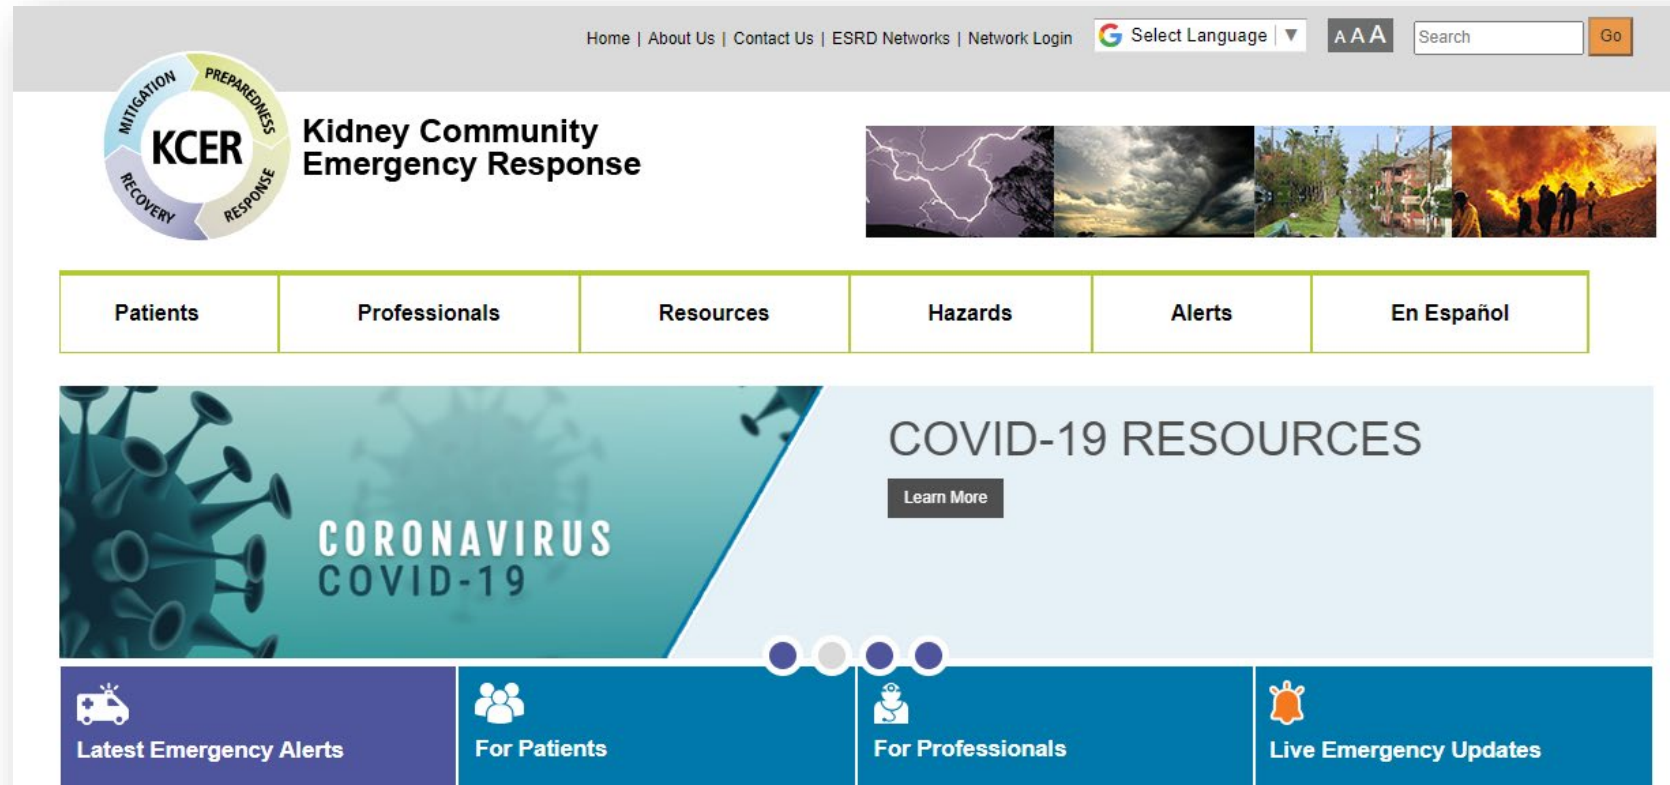 Home | About Us | Contact Us | ESRD Networks | Network Login
Select Language ▼
A A A
Search
Go
MITIGATION
PREPAREDNESS
RESPONSE
RECOVERY
KCER
Kidney Community
Emergency Response
Patients
Professionals
Resources
Hazards
Alerts
En Español
CORONAVIRUS
COVID-19
COVID-19 RESOURCES
Learn More
Latest Emergency Alerts
For Patients
For Professionals
Live Emergency Updates